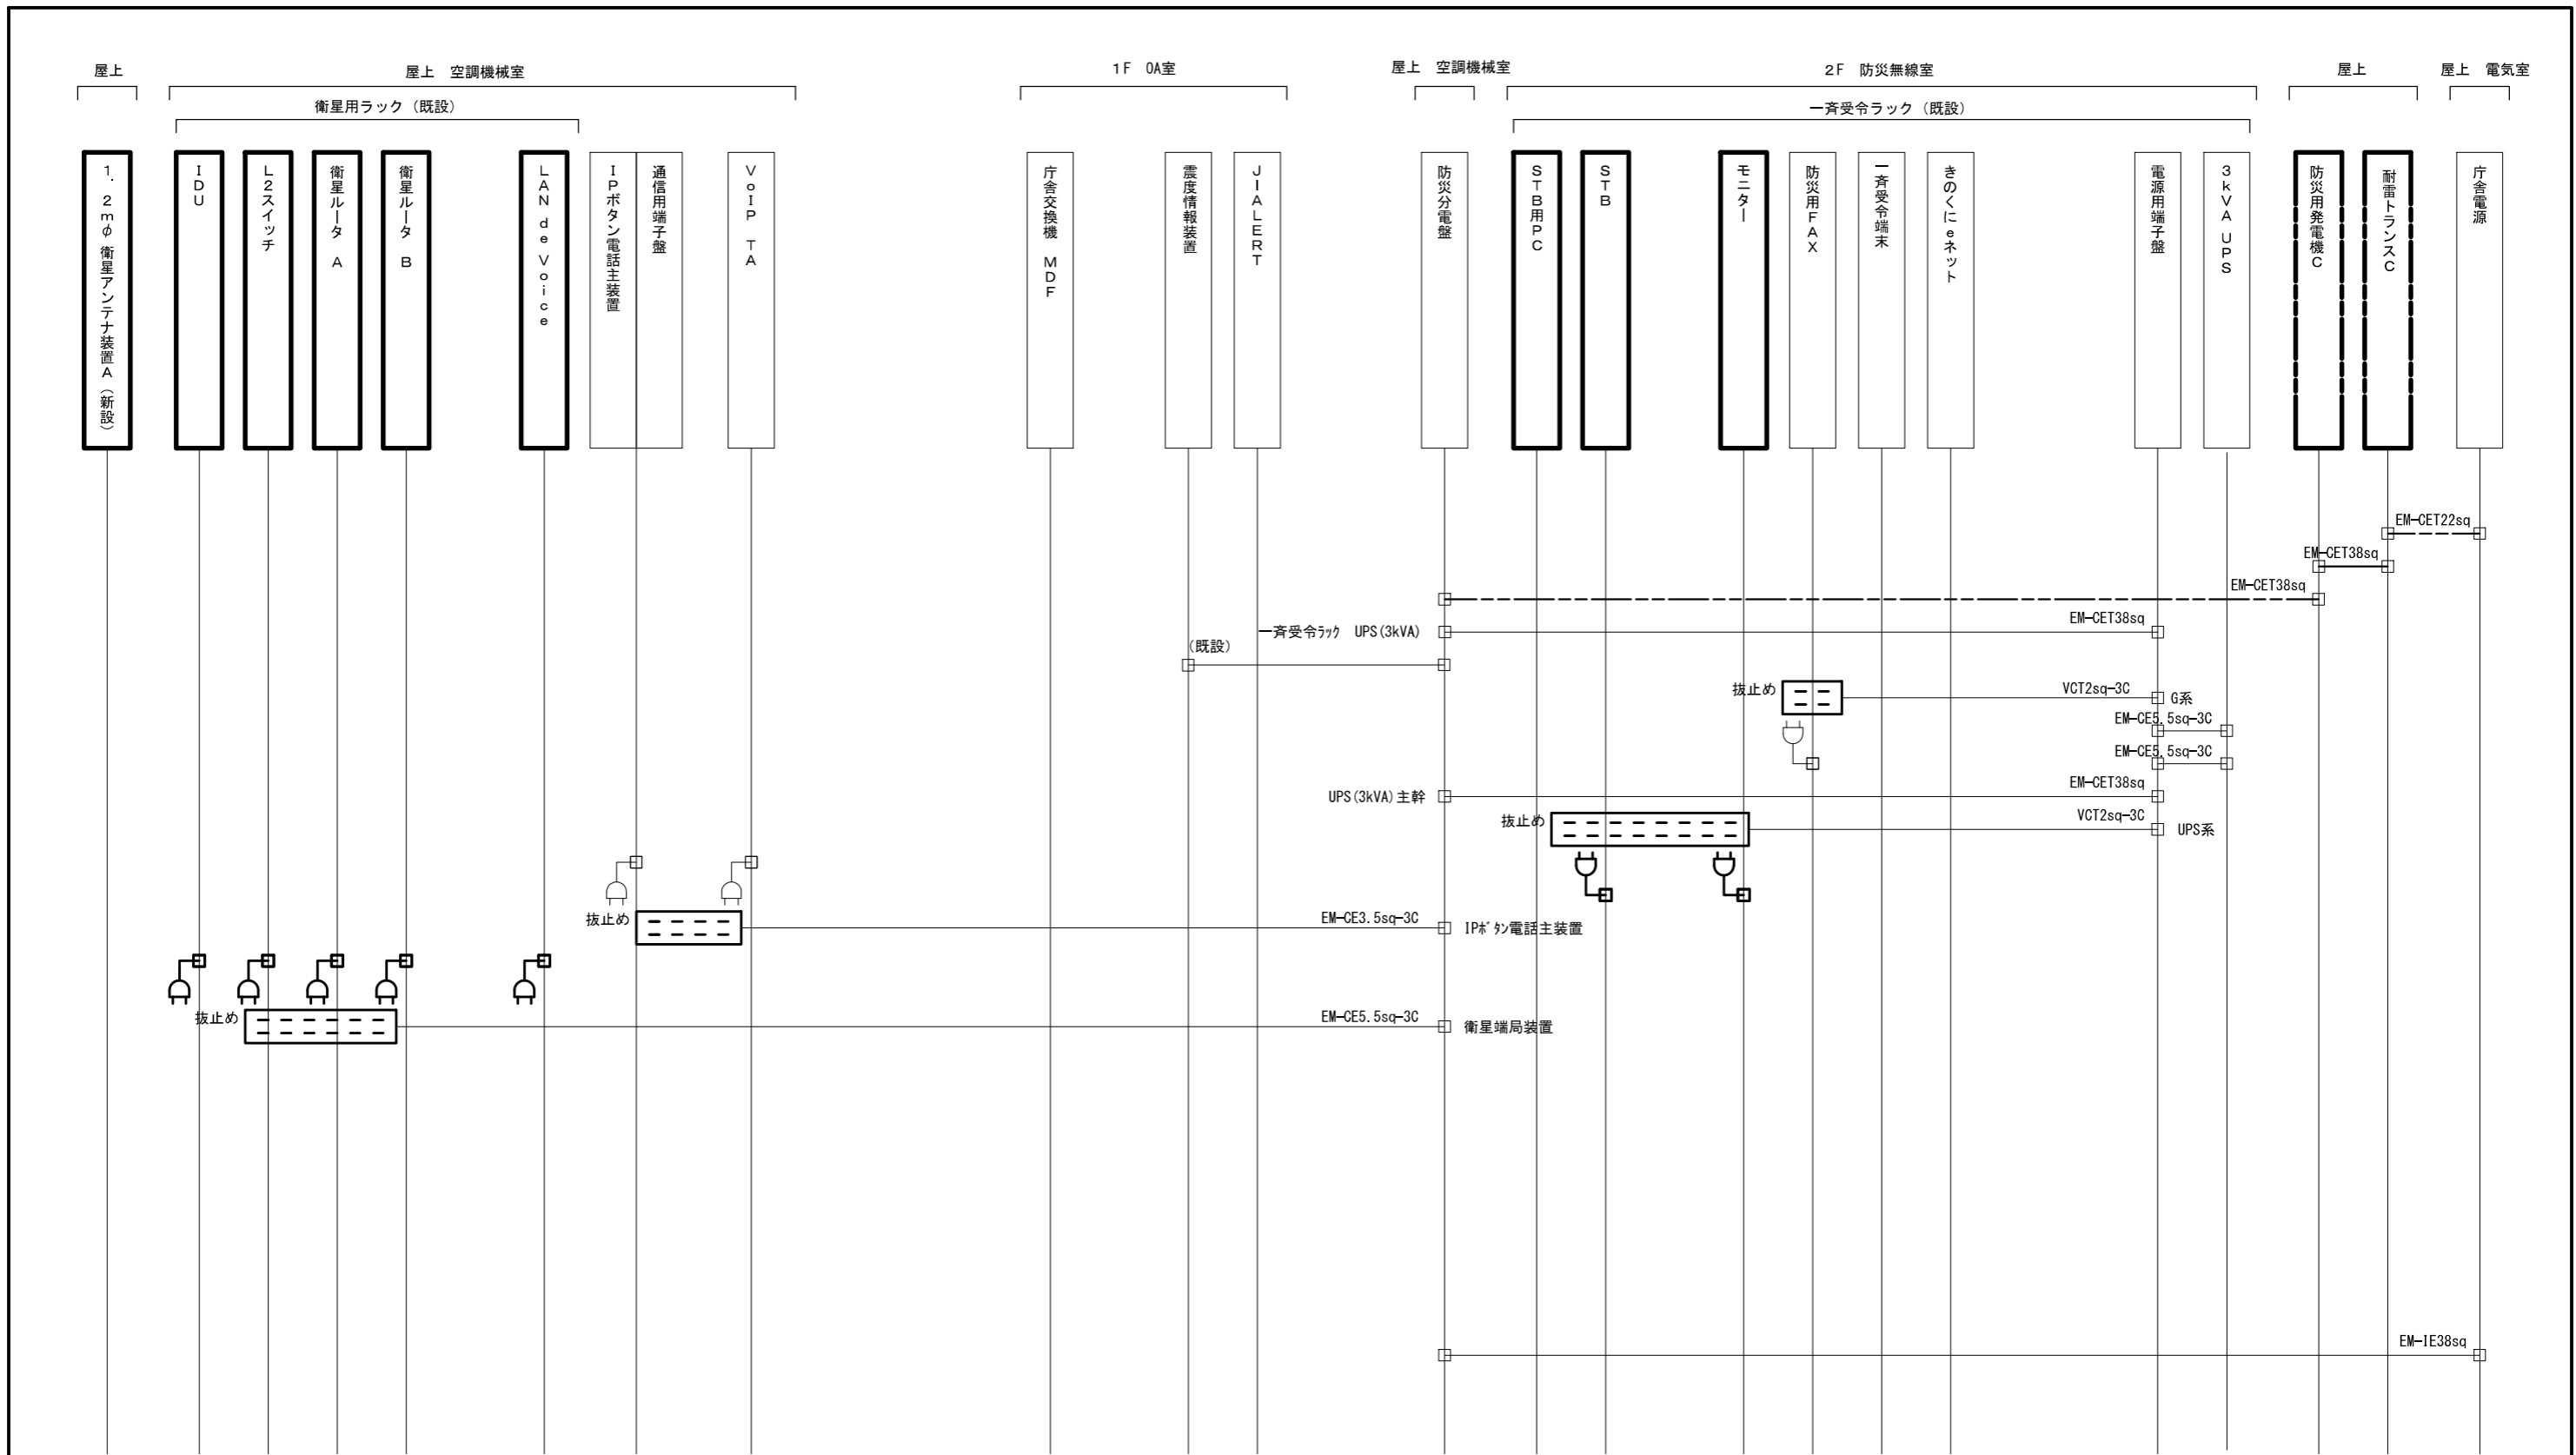 屋上
屋上　空調機械室
1F　OA室
屋上　空調機械室
2F　防災無線室
屋上
屋上　電気室
衛星用ラック（既設）
一斉受令ラック（既設）
1．2mφ 衛星アンテナ装置A（新設）
IDU
L2スイッチ
衛星ルータ　A
衛星ルータ　B
LAN de Voice
IPボタン電話主装置
通信用端子盤
VoIP TA
庁舎交換機　MDF
震度情報装置
JIALERT
防災分電盤
STB用PC
STB
モニター
防災用FAX
一斉受令端末
きのくにeネット
電源用端子盤
3kVA UPS
防災用発電機C
耐雷トランスC
庁舎電源
EM-CET22sq
EM-CET38sq
EM-CET38sq
一斉受令ﾗｯｸ　UPS(3kVA)
EM-CET38sq
(既設)
抜止め
VCT2sq-3C
G系
EM-CE5.5sq-3C
EM-CE5.5sq-3C
UPS(3kVA)主幹
EM-CET38sq
抜止め
VCT2sq-3C
UPS系
抜止め
EM-CE3.5sq-3C
IPﾎﾞﾀﾝ電話主装置
抜止め
EM-CE5.5sq-3C
衛星端局装置
EM-IE38sq